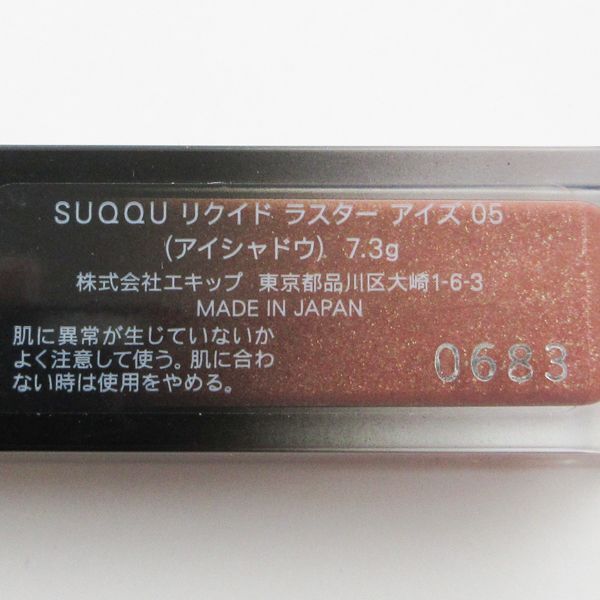 SUQQU リクイド ラスター アイズ 05
(アイシャドウ) 7.3g
株式会社エキップ 東京都品川区大崎1-6-3
MADE IN JAPAN
肌に異常が生じていないか
よく注意して使う。肌に合わ
ない時は使用をやめる。
0683